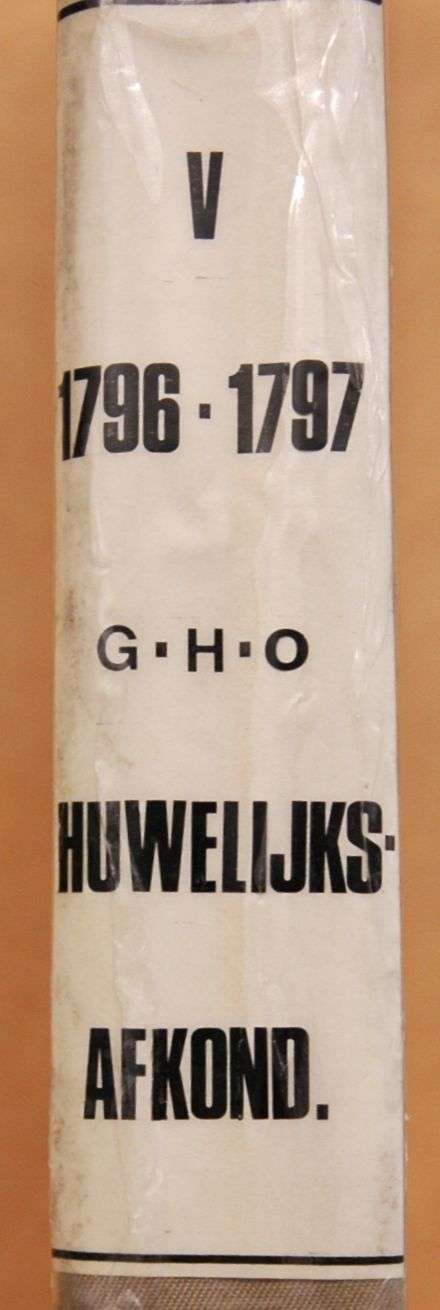 V
1796 · 1797
G·H·O
HUWELIJKS-
AFKOND.